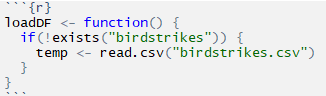 ```{r}
loadDF <- function() {
  if(!exists("birdstrikes")) {
    temp <- read.csv("birdstrikes.csv")
  }
}
```